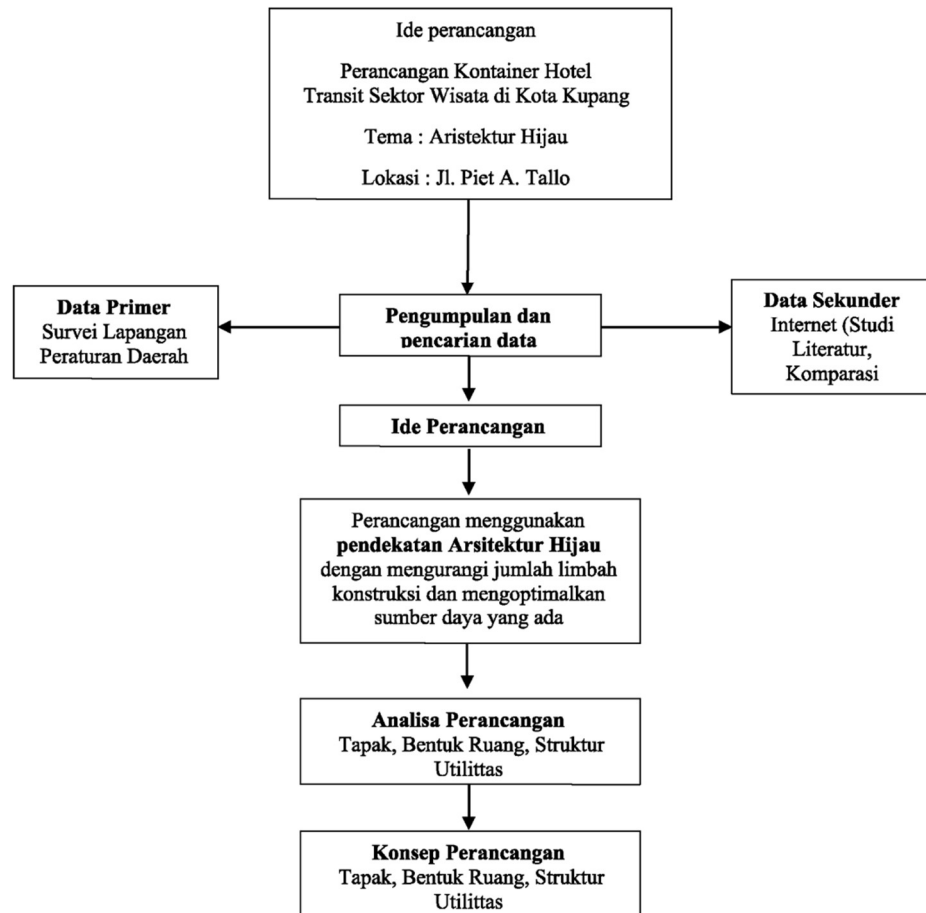 Ide perancangan
Perancangan Kontainer Hotel
Transit Sektor Wisata di Kota Kupang
Tema : Aristektur Hijau
Lokasi : Jl. Piet A. Tallo
Data Primer
Survei Lapangan
Peraturan Daerah
Pengumpulan dan
pencarian data
Data Sekunder
Internet (Studi
Literatur,
Komparasi
Ide Perancangan
Perancangan menggunakan
pendekatan Arsitektur Hijau
dengan mengurangi jumlah limbah
konstruksi dan mengoptimalkan
sumber daya yang ada
Analisa Perancangan
Tapak, Bentuk Ruang, Struktur
Utilittas
Konsep Perancangan
Tapak, Bentuk Ruang, Struktur
Utilittas